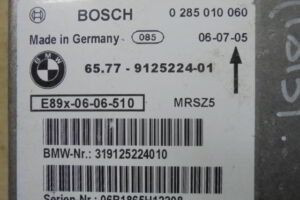 BOSCH 0 285 010 060
Made in Germany 085 06-07-05
BMW 65.77 - 9125224-01
E89x-06-06-510 MRSZ5
BMW-Nr.: 319125224010